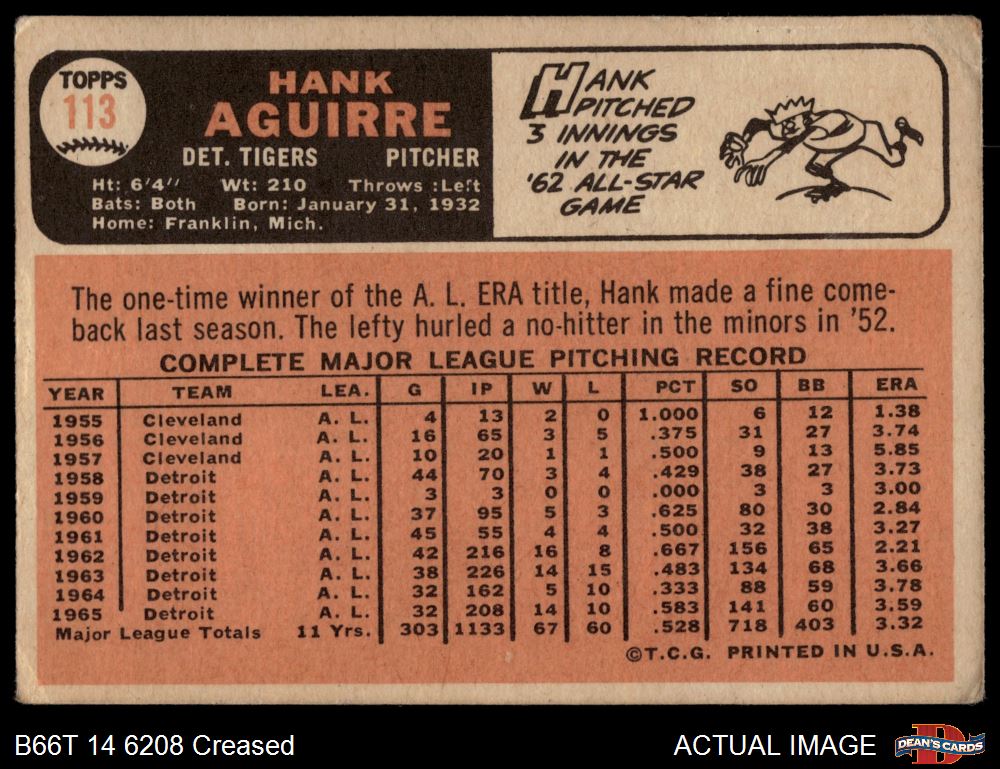 TOPPS
113
HANK
AGUIRRE
DET. TIGERS PITCHER
Ht: 6'4" Wt: 210 Throws :Left
Bats: Both Born: January 31, 1932
Home: Franklin, Mich.
HANK
PITCHED
3 INNINGS
IN THE
'62 ALL-STAR
GAME
The one-time winner of the A. L. ERA title, Hank made a fine come-
back last season. The lefty hurled a no-hitter in the minors in '52.
COMPLETE MAJOR LEAGUE PITCHING RECORD
YEAR TEAM LEA. G IP W L PCT SO BB ERA
1955 Cleveland A. L. 4 13 2 0 1.000 6 12 1.38
1956 Cleveland A. L. 16 65 3 5 .375 31 27 3.74
1957 Cleveland A. L. 10 20 1 1 .500 9 13 5.85
1958 Detroit A. L. 44 70 3 4 .429 38 27 3.73
1959 Detroit A. L. 3 3 0 0 .000 3 3 3.00
1960 Detroit A. L. 37 95 5 3 .625 80 30 2.84
1961 Detroit A. L. 45 55 4 4 .500 32 38 3.27
1962 Detroit A. L. 42 216 16 8 .667 156 65 2.21
1963 Detroit A. L. 38 226 14 15 .483 134 68 3.66
1964 Detroit A. L. 32 162 5 10 .333 88 59 3.78
1965 Detroit A. L. 32 208 14 10 .583 141 60 3.59
Major League Totals 11 Yrs. 303 1133 67 60 .528 718 403 3.32
©T.C.G. PRINTED IN U.S.A.
B66T 14 6208 Creased
ACTUAL IMAGE
D
DEAN'S CARDS